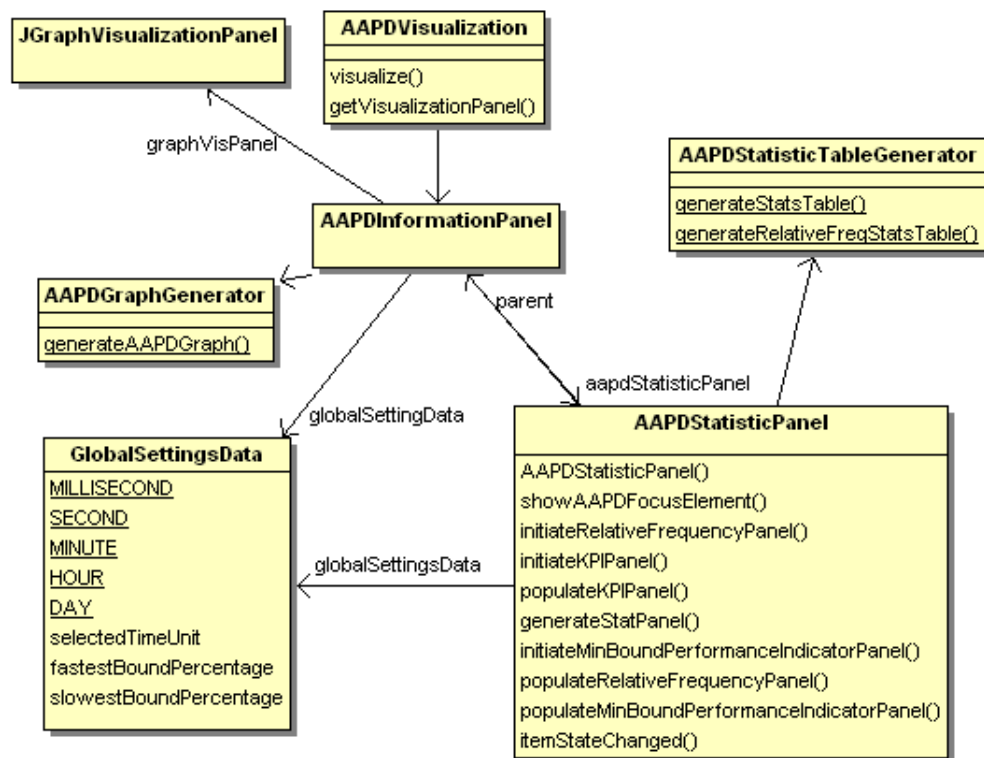 JGraphVisualizationPanel
AAPDVisualization
visualize()
getVisualizationPanel()
graphVisPanel
AAPDStatisticTableGenerator
generateStatsTable()
generateRelativeFreqStatsTable()
AAPDInformationPanel
AAPDGraphGenerator
generateAAPDGraph()
parent
aapdStatisticPanel
globalSettingData
AAPDStatisticPanel
AAPDStatisticPanel()
showAAPDFocusElement()
initiateRelativeFrequencyPanel()
initiateKPIPanel()
populateKPIPanel()
generateStatPanel()
initiateMinBoundPerformanceIndicatorPanel()
populateRelativeFrequencyPanel()
populateMinBoundPerformanceIndicatorPanel()
itemStateChanged()
GlobalSettingsData
MILLISECOND
SECOND
MINUTE
HOUR
DAY
selectedTimeUnit
fastestBoundPercentage
slowestBoundPercentage
globalSettingsData